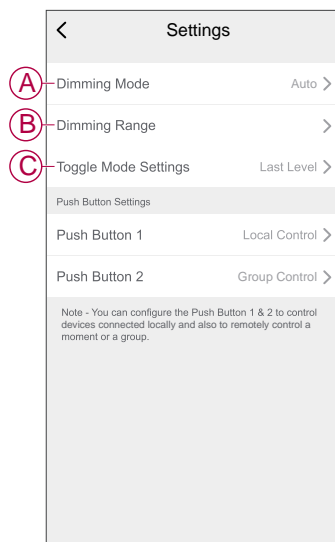 Settings
A Dimming Mode Auto
B Dimming Range
C Toggle Mode Settings Last Level
Push Button Settings
Push Button 1 Local Control
Push Button 2 Group Control
Note - You can configure the Push Button 1 & 2 to control
devices connected locally and also to remotely control a
moment or a group.